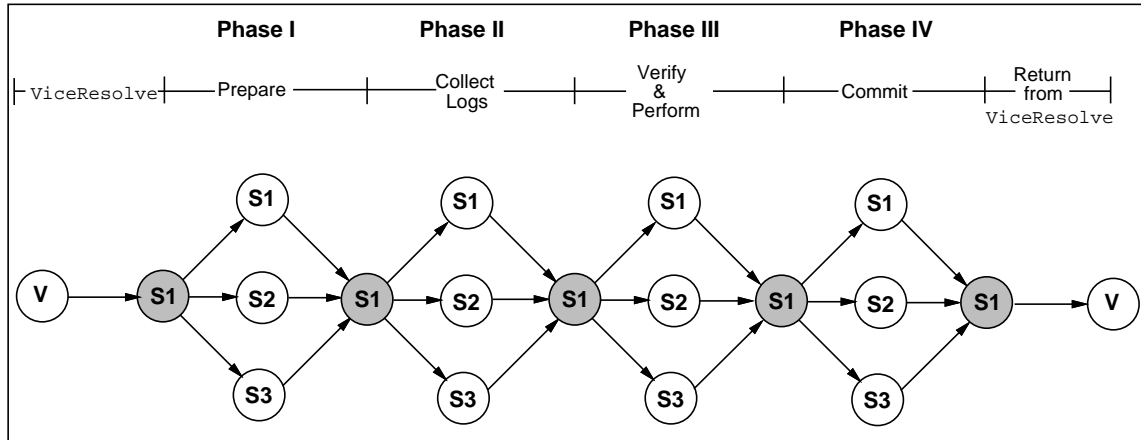 Phase I Phase II Phase III Phase IV
ViceResolve Prepare Collect Logs Verify & Perform Commit Return from ViceResolve
S1 S1 S1 S1
V S1 S2 S1 S2 S1 S2 S1 S2 S1 V
S3 S3 S3 S3